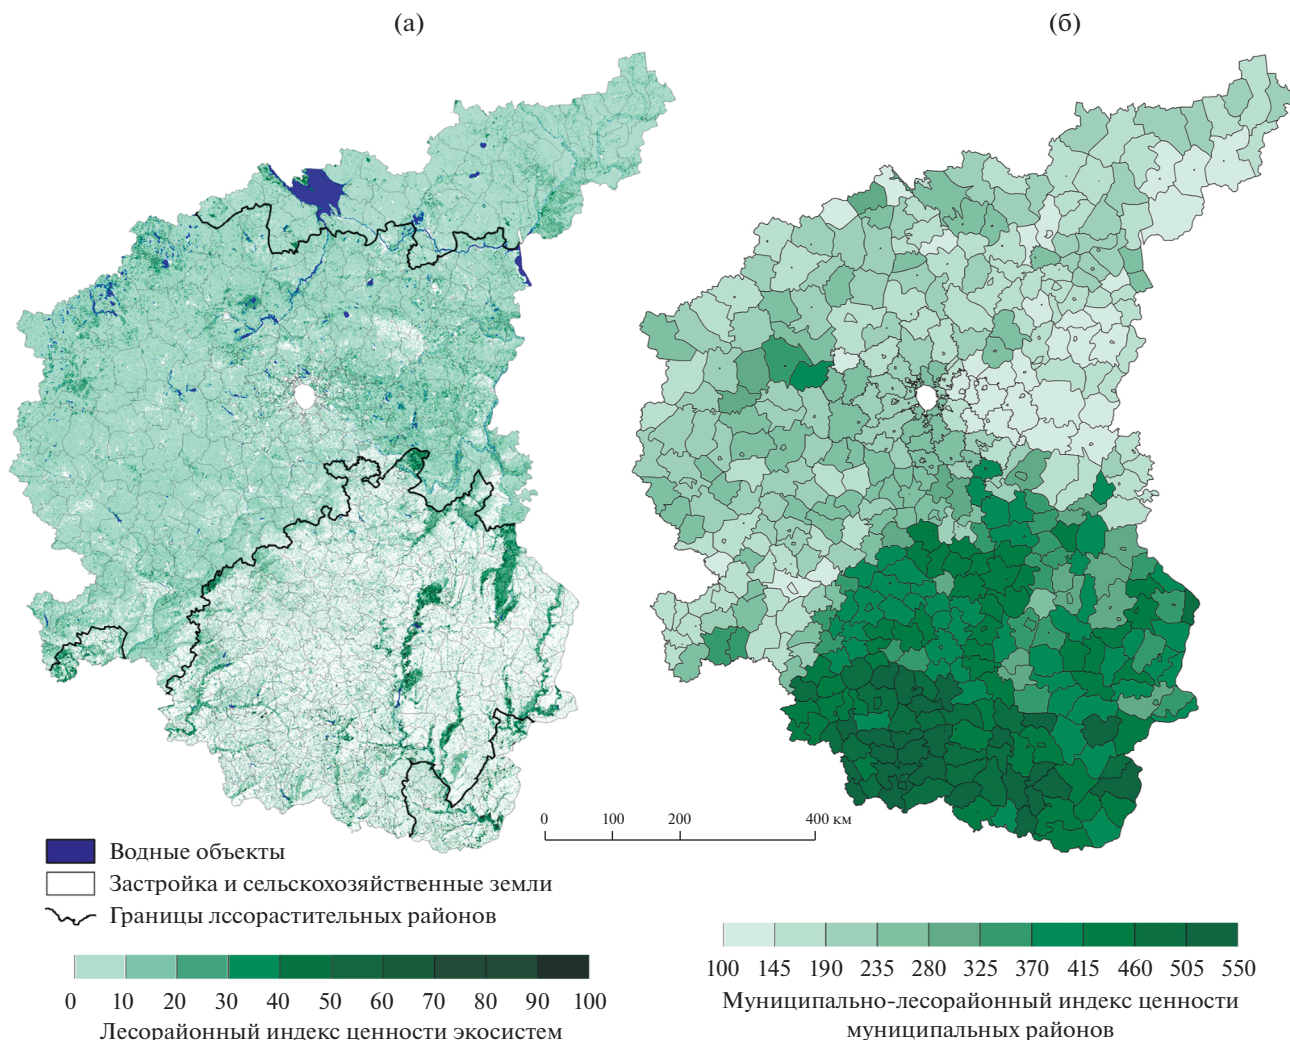 (а)
(б)
0 100 200 400 км
Водные объекты
Застройка и сельскохозяйственные земли
Границы лссорастительных районов
0 10 20 30 40 50 60 70 80 90 100
Лесорайонный индекс ценности экосистем
100 145 190 235 280 325 370 415 460 505 550
Муниципально-лесорайонный индекс ценности
муниципальных районов